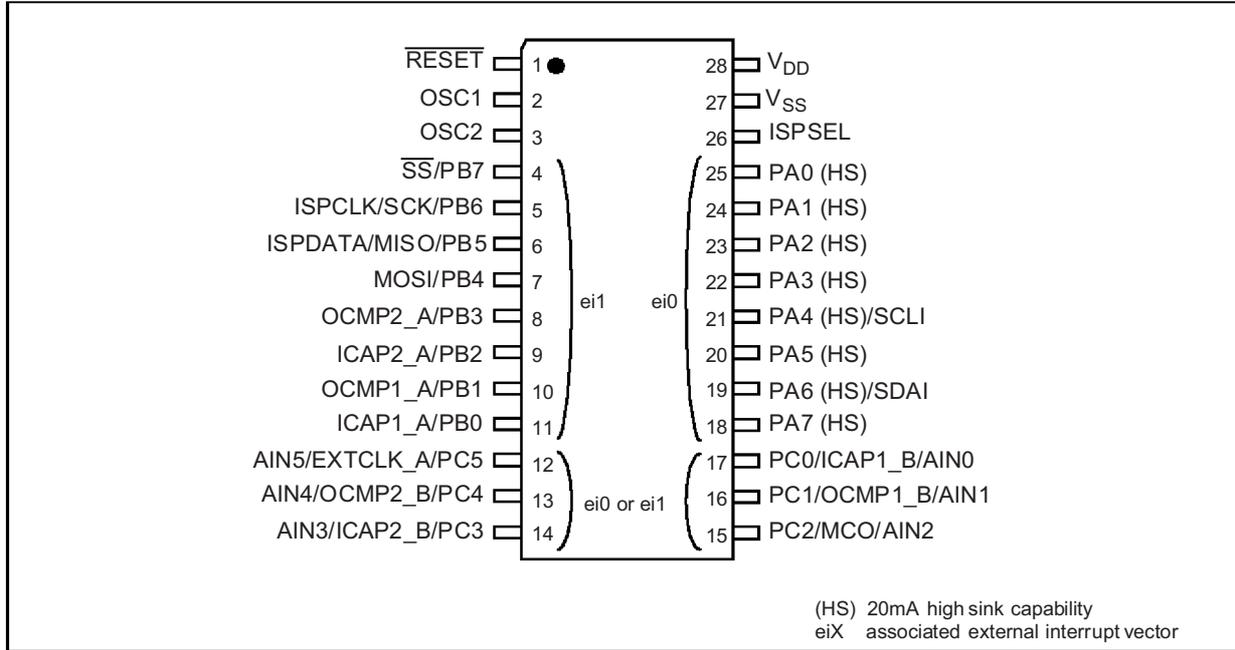 RESET 1 28 VDD
OSC1 2 27 VSS
OSC2 3 26 ISPSEL
SS/PB7 4 25 PA0 (HS)
ISPCLK/SCK/PB6 5 24 PA1 (HS)
ISPDATA/MISO/PB5 6 23 PA2 (HS)
MOSI/PB4 7 22 PA3 (HS)
ei1 ei0
OCMP2_A/PB3 8 21 PA4 (HS)/SCLI
ICAP2_A/PB2 9 20 PA5 (HS)
OCMP1_A/PB1 10 19 PA6 (HS)/SDAI
ICAP1_A/PB0 11 18 PA7 (HS)
AIN5/EXTCLK_A/PC5 12 17 PC0/ICAP1_B/AIN0
AIN4/OCMP2_B/PC4 13 ei0 or ei1 16 PC1/OCMP1_B/AIN1
AIN3/ICAP2_B/PC3 14 15 PC2/MCO/AIN2
(HS) 20mA high sink capability
eiX associated external interrupt vector